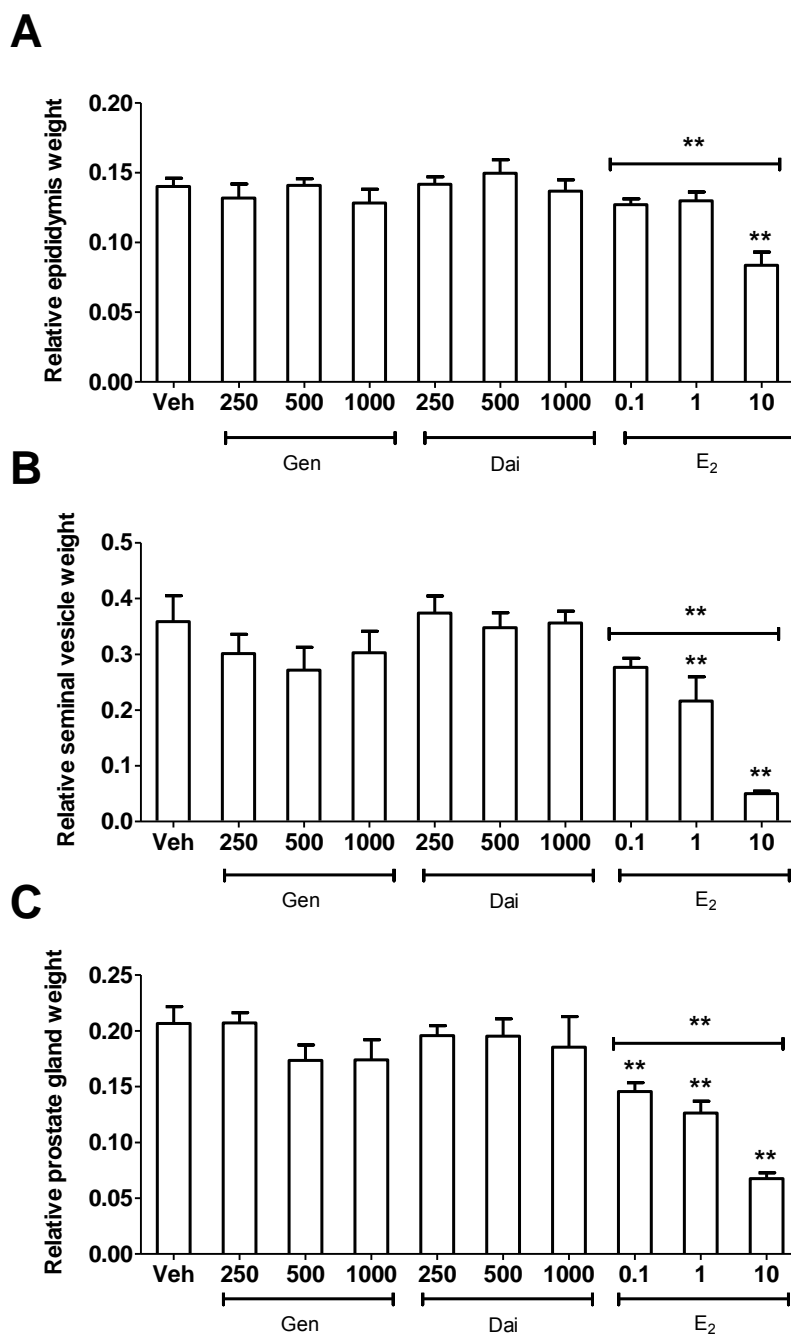 A
Relative epididymis weight
0.20
0.15
0.10
0.05
0.00
**
**
Veh 250 500 1000 250 500 1000 0.1 1 10
Gen Dai E₂
B
Relative seminal vesicle weight
0.5
0.4
0.3
0.2
0.1
0.0
**
**
**
Veh 250 500 1000 250 500 1000 0.1 1 10
Gen Dai E₂
C
Relative prostate gland weight
0.25
0.20
0.15
0.10
0.05
0.00
**
**
**
**
Veh 250 500 1000 250 500 1000 0.1 1 10
Gen Dai E₂